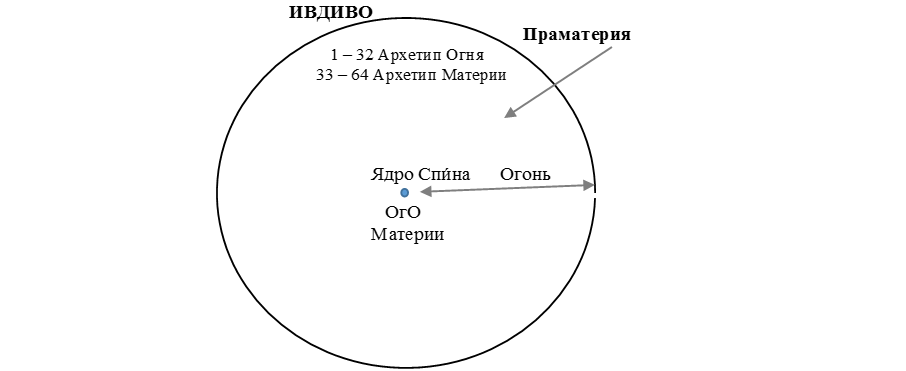 ИВДИВО
Праматерия
1 – 32 Архетип Огня
33 – 64 Архетип Материи
Ядро Спи́на Огонь
ОгО
Материи